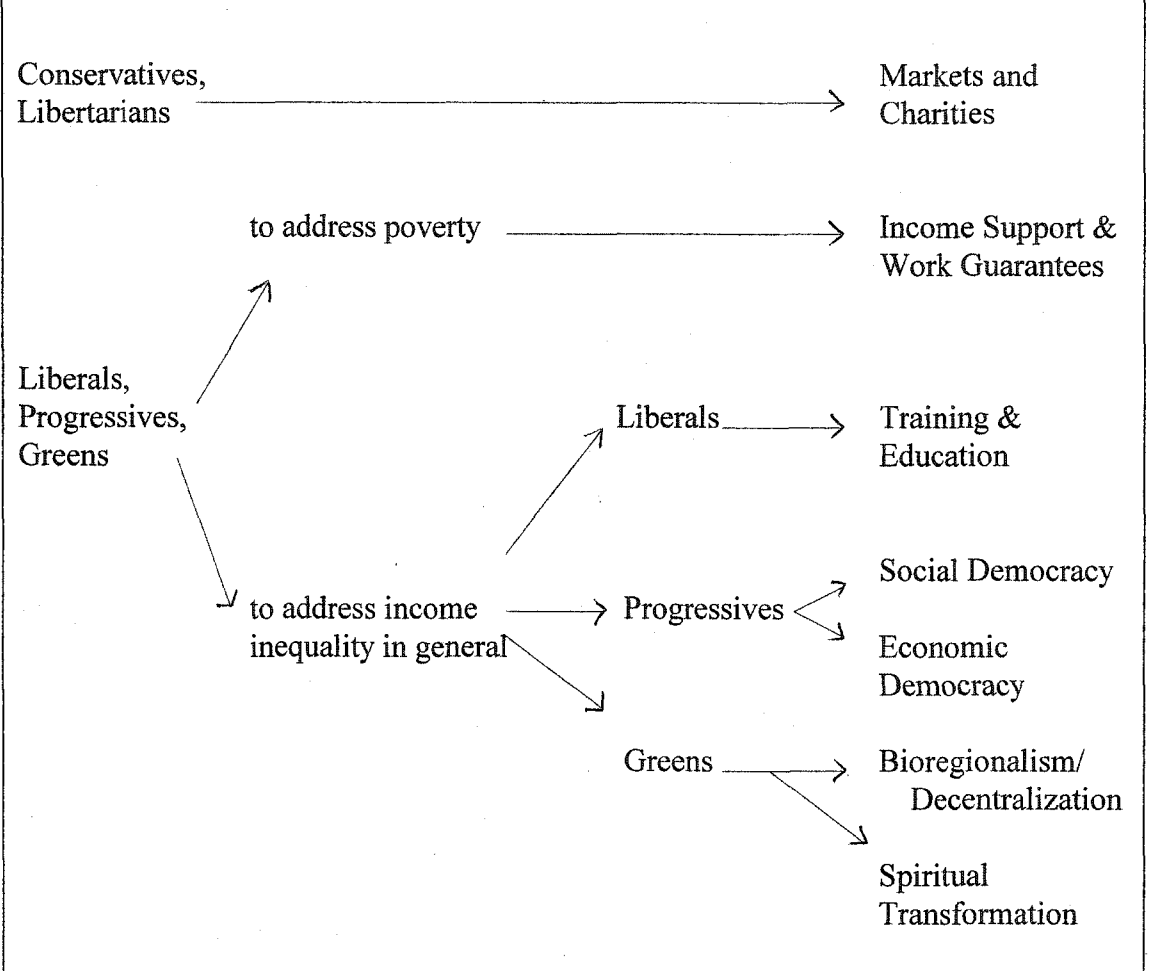 Conservatives,
Libertarians
Markets and
Charities
to address poverty
Income Support &
Work Guarantees
Liberals,
Progressives,
Greens
Liberals
Training &
Education
to address income
inequality in general
Progressives
Social Democracy
Economic
Democracy
Greens
Bioregionalism/
Decentralization
Spiritual
Transformation